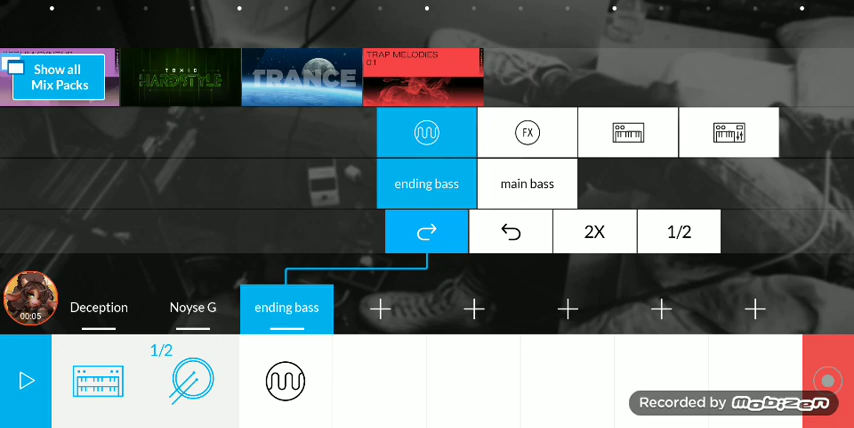 Show all
Mix Packs
TOXIC
HARDSTYLE
TRANCE
TRAP MELODIES
01
FX
ending bass
main bass
2X
1/2
00:05
Deception
Noyse G
ending bass
1/2
Recorded by Mobizen